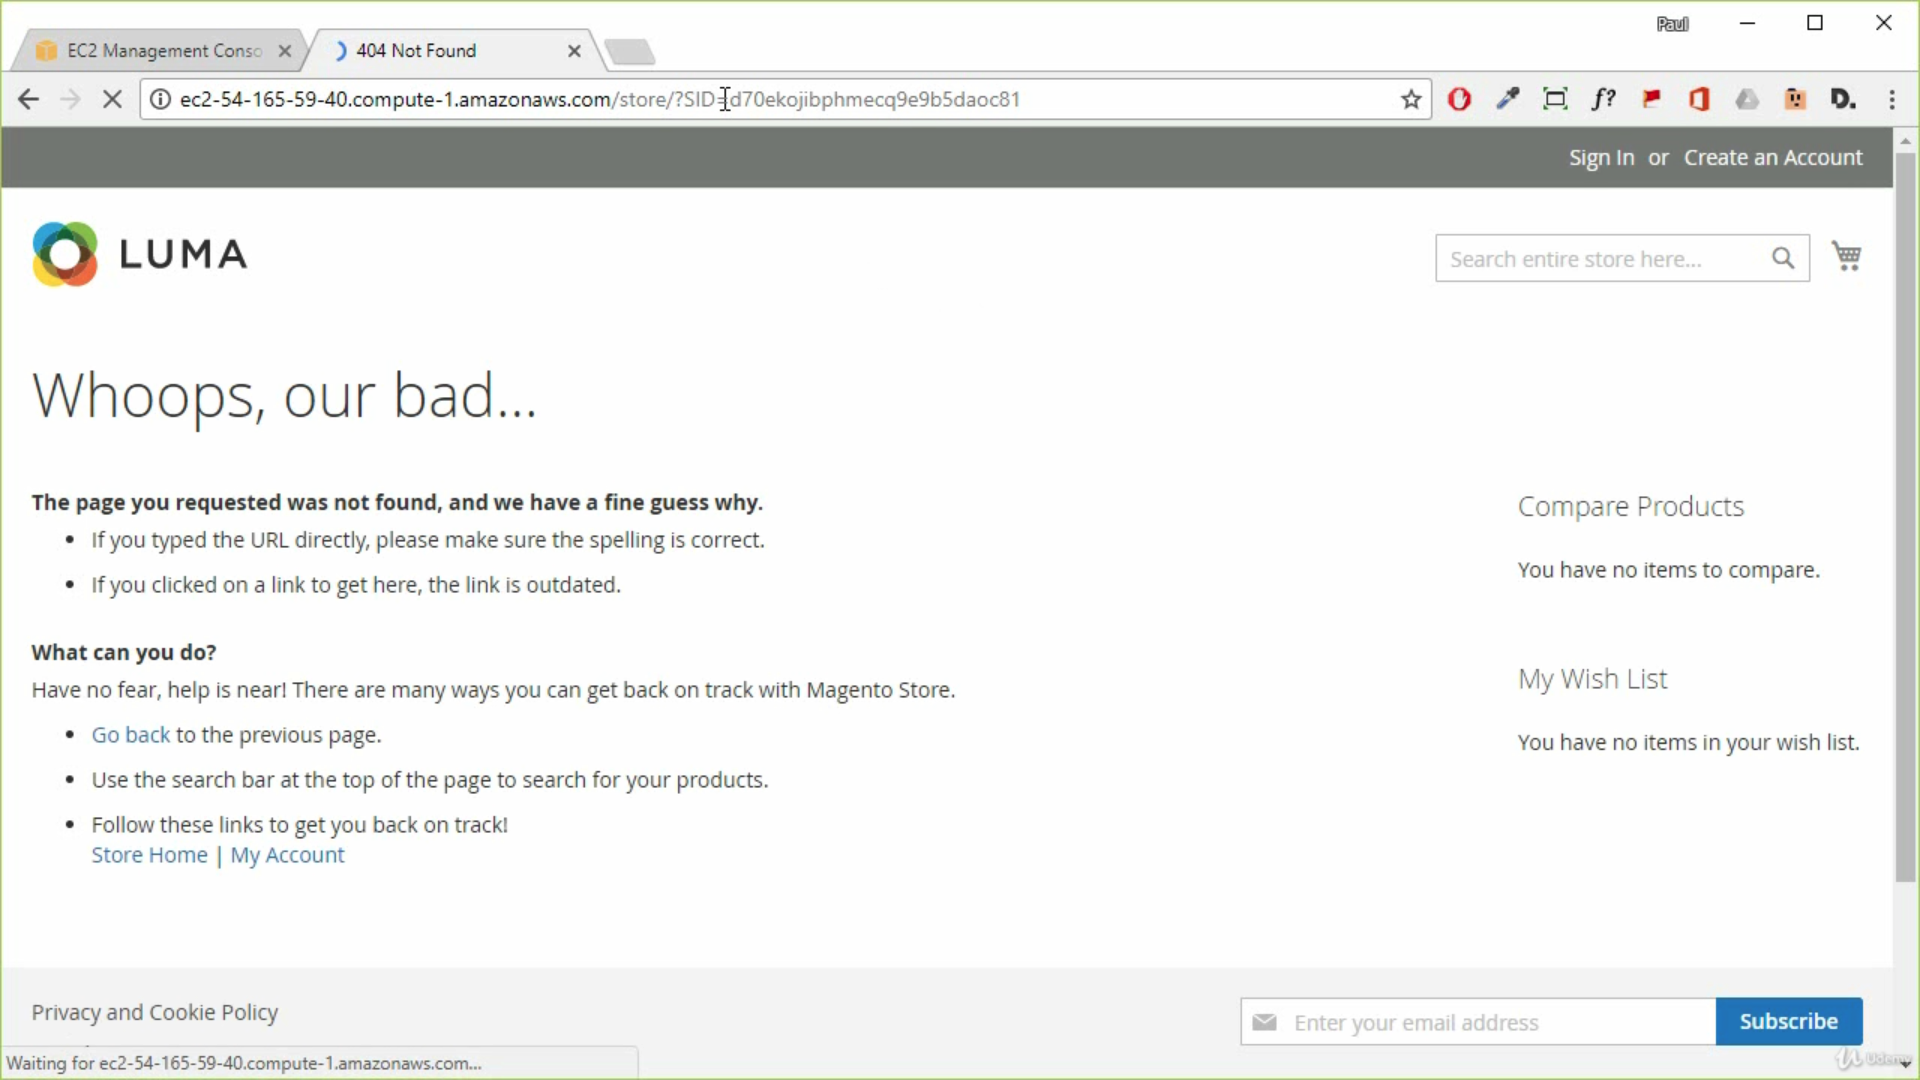 Paul
EC2 Management Conso
404 Not Found
ec2-54-165-59-40.compute-1.amazonaws.com/store/?SID=d70ekojibphmecq9e9b5daoc81
f?
D.
Sign In or Create an Account
LUMA
Search entire store here...
Whoops, our bad...
The page you requested was not found, and we have a fine guess why.
• If you typed the URL directly, please make sure the spelling is correct.
• If you clicked on a link to get here, the link is outdated.
Compare Products
You have no items to compare.
What can you do?
Have no fear, help is near! There are many ways you can get back on track with Magento Store.
My Wish List
• Go back to the previous page.
You have no items in your wish list.
• Use the search bar at the top of the page to search for your products.
• Follow these links to get you back on track!
Store Home | My Account
Privacy and Cookie Policy
Enter your email address
Subscribe
Waiting for ec2-54-165-59-40.compute-1.amazonaws.com...
Udemy